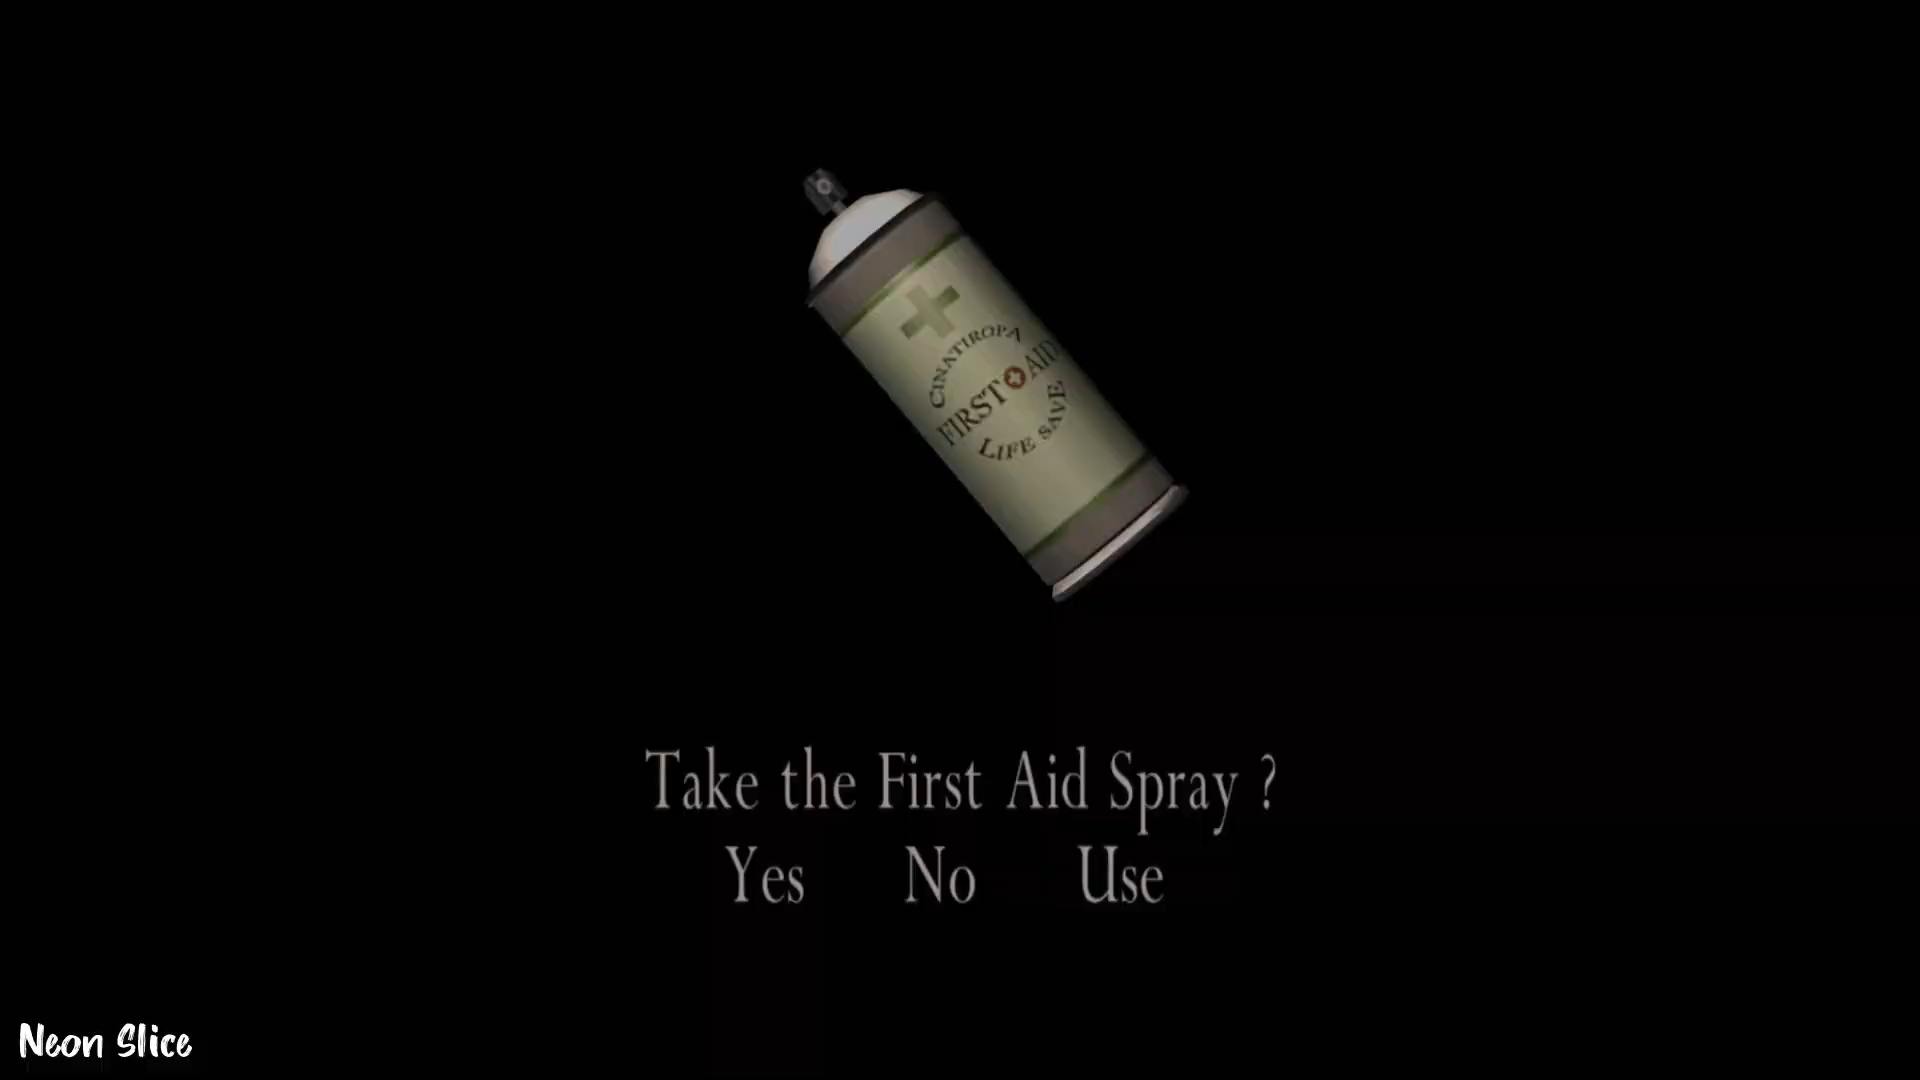 CINATIROPA
FIRST AID
LIFE SAVE
Take the First Aid Spray ?
Yes No Use
Neon Slice